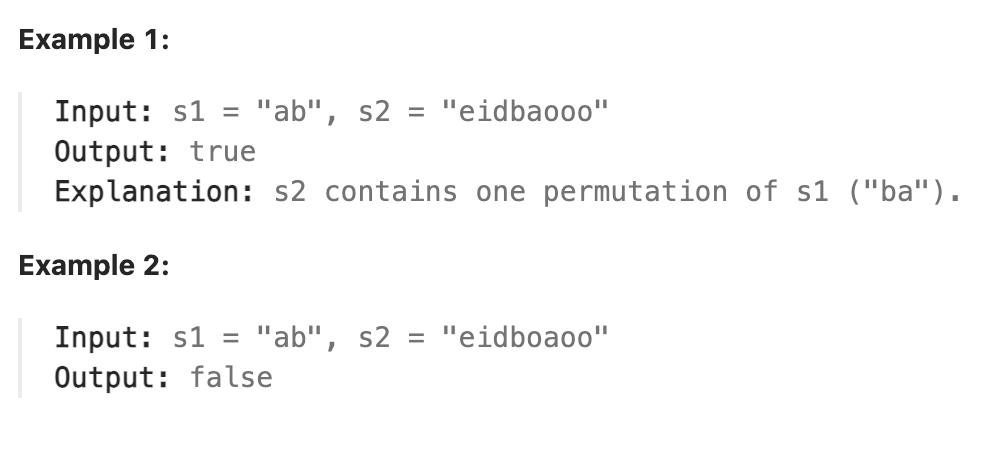 Example 1:
Input: s1 = "ab", s2 = "eidbaooo"
Output: true
Explanation: s2 contains one permutation of s1 ("ba").
Example 2:
Input: s1 = "ab", s2 = "eidboaoo"
Output: false